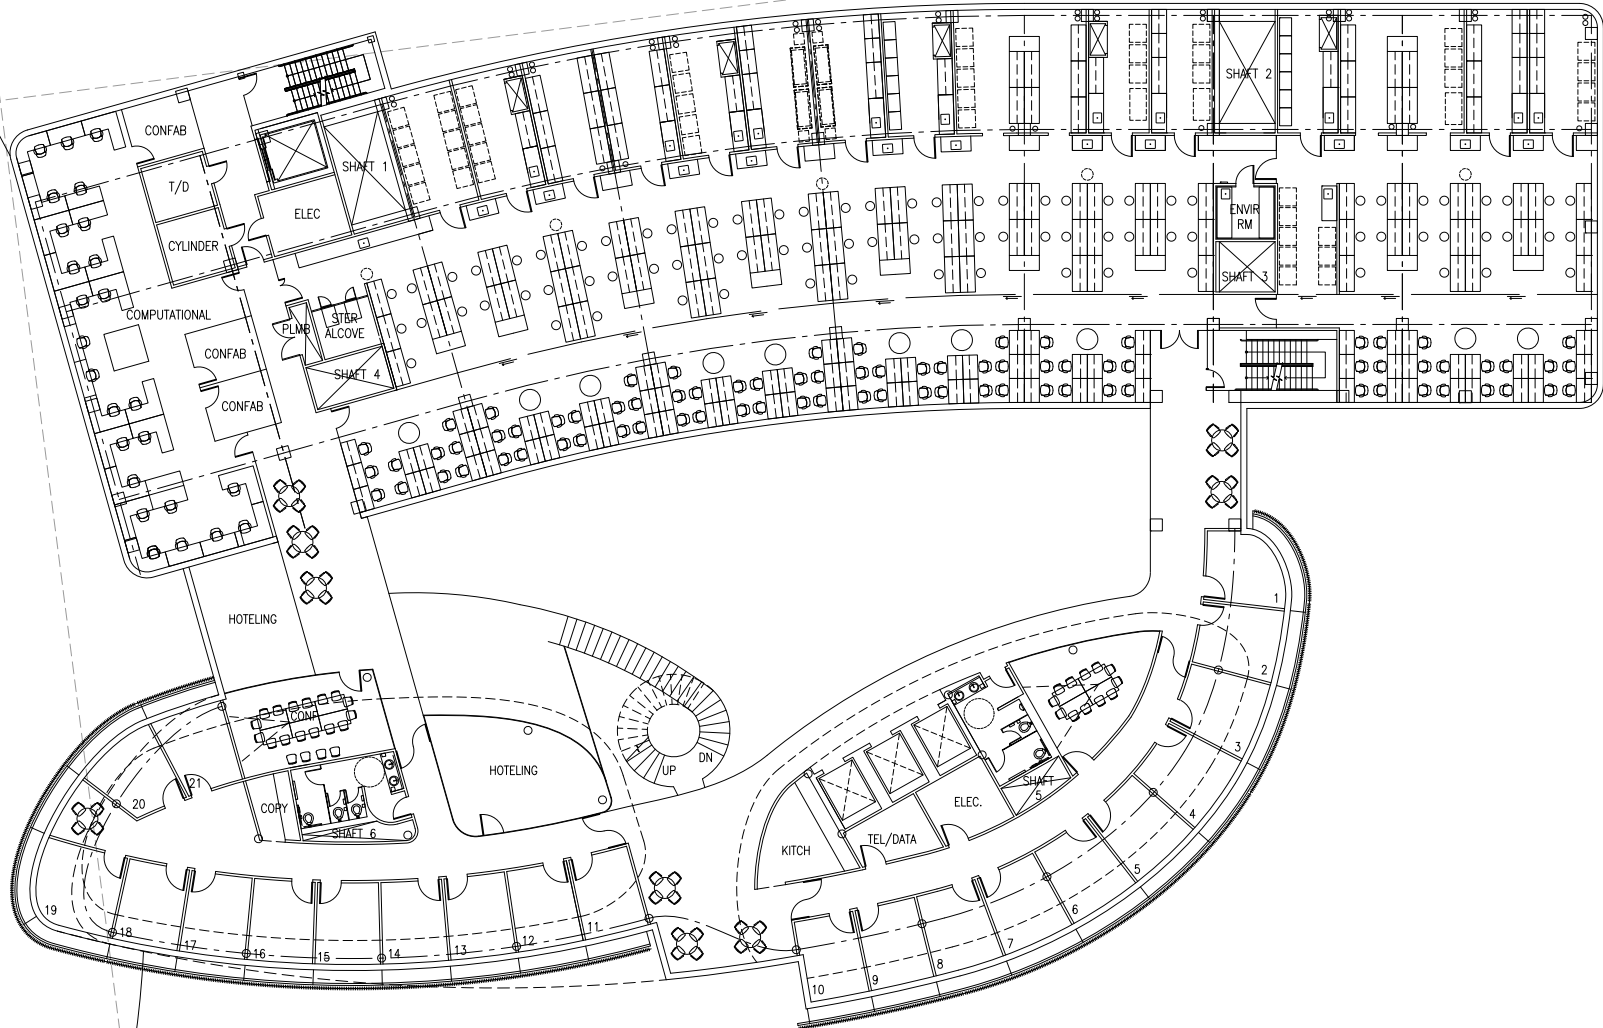 CONFAB
SHAFT 2
SHAFT 1
T/D
ELEC
ENVIR
RM
CYLINDER
SHAFT 3
COMPUTATIONAL
PLMB
STER
ALCOVE
CONFAB
SHAFT 4
CONFAB
HOTELING
1
2
CONF
3
UP
DN
HOTELING
21
20
COPY
SHAFT 6
SHAFT
5
ELEC.
4
TEL/DATA
KITCH
5
6
19
18
17
16
15
14
13
12
11
7
8
9
10